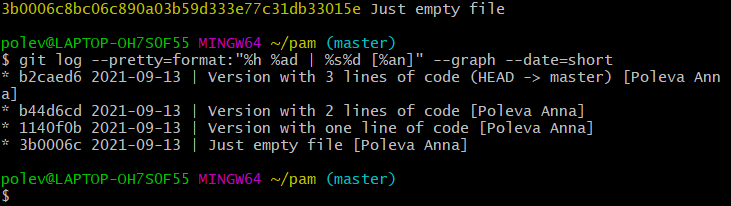 3b0006c8bc06c890a03b59d333e77c31db33015e Just empty file
polev@LAPTOP-OH7SOF55 MINGW64 ~/pam (master)
$ git log --pretty=format:"%h %ad | %s%d [%an]" --graph --date=short
* b2caed6 2021-09-13 | Version with 3 lines of code (HEAD -> master) [Poleva Ann
a]
* b44d6cd 2021-09-13 | Version with 2 lines of code [Poleva Anna]
* 1140f0b 2021-09-13 | Version with one line of code [Poleva Anna]
* 3b0006c 2021-09-13 | Just empty file [Poleva Anna]
polev@LAPTOP-OH7SOF55 MINGW64 ~/pam (master)
$